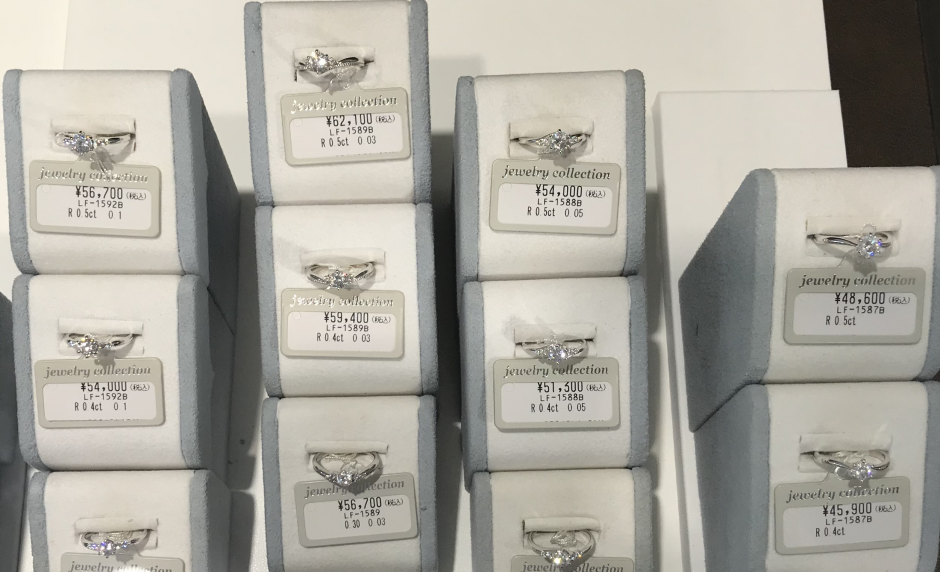 jewelry collection
¥56,700(税込)
LF-1592B
R 0.5ct 0 1
jewelry collection
¥54,000(税込)
LF-1592B
R 0.4ct 0 1
jewelry collection
jewelry collection
¥62,100(税込)
LF-1589B
R 0.5ct 0 03
jewelry collection
¥59,400(税込)
LF-1589B
R 0.4ct 0 03
jewelry collection
¥56,700(税込)
LF-1589
0.30 0 03
jewelry collection
¥54,000(税込)
LF-1588B
R 0.5ct 0 05
jewelry collection
¥51,300(税込)
LF-1588B
R 0.4ct 0 05
jewelry collection
jewelry collection
¥48,600(税込)
LF-1587B
R 0.5ct
jewelry collection
¥45,900(税込)
LF-1587B
R 0.4ct